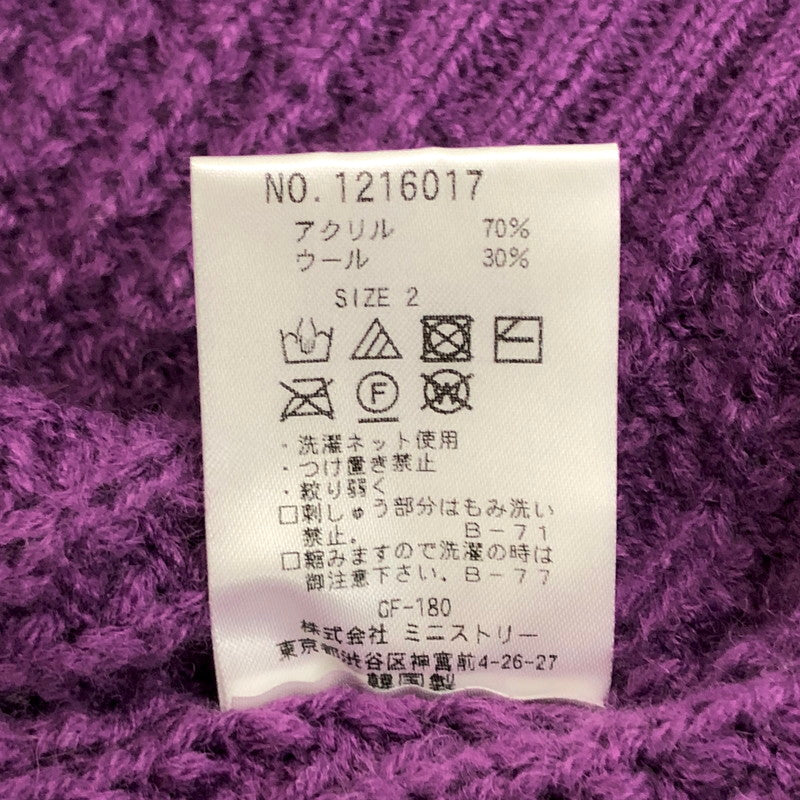 NO.1216017
アクリル 70%
ウール 30%
SIZE 2
F W
・洗濯ネット使用
・つけ置き禁止
・絞り弱く
□刺しゅう部分はもみ洗い
禁止. B-71
□縮みますので洗濯の時は
御注意下さい. B-77
CF-180
株式会社 ミニストリー
東京都渋谷区神宮前4-26-27
韓国製